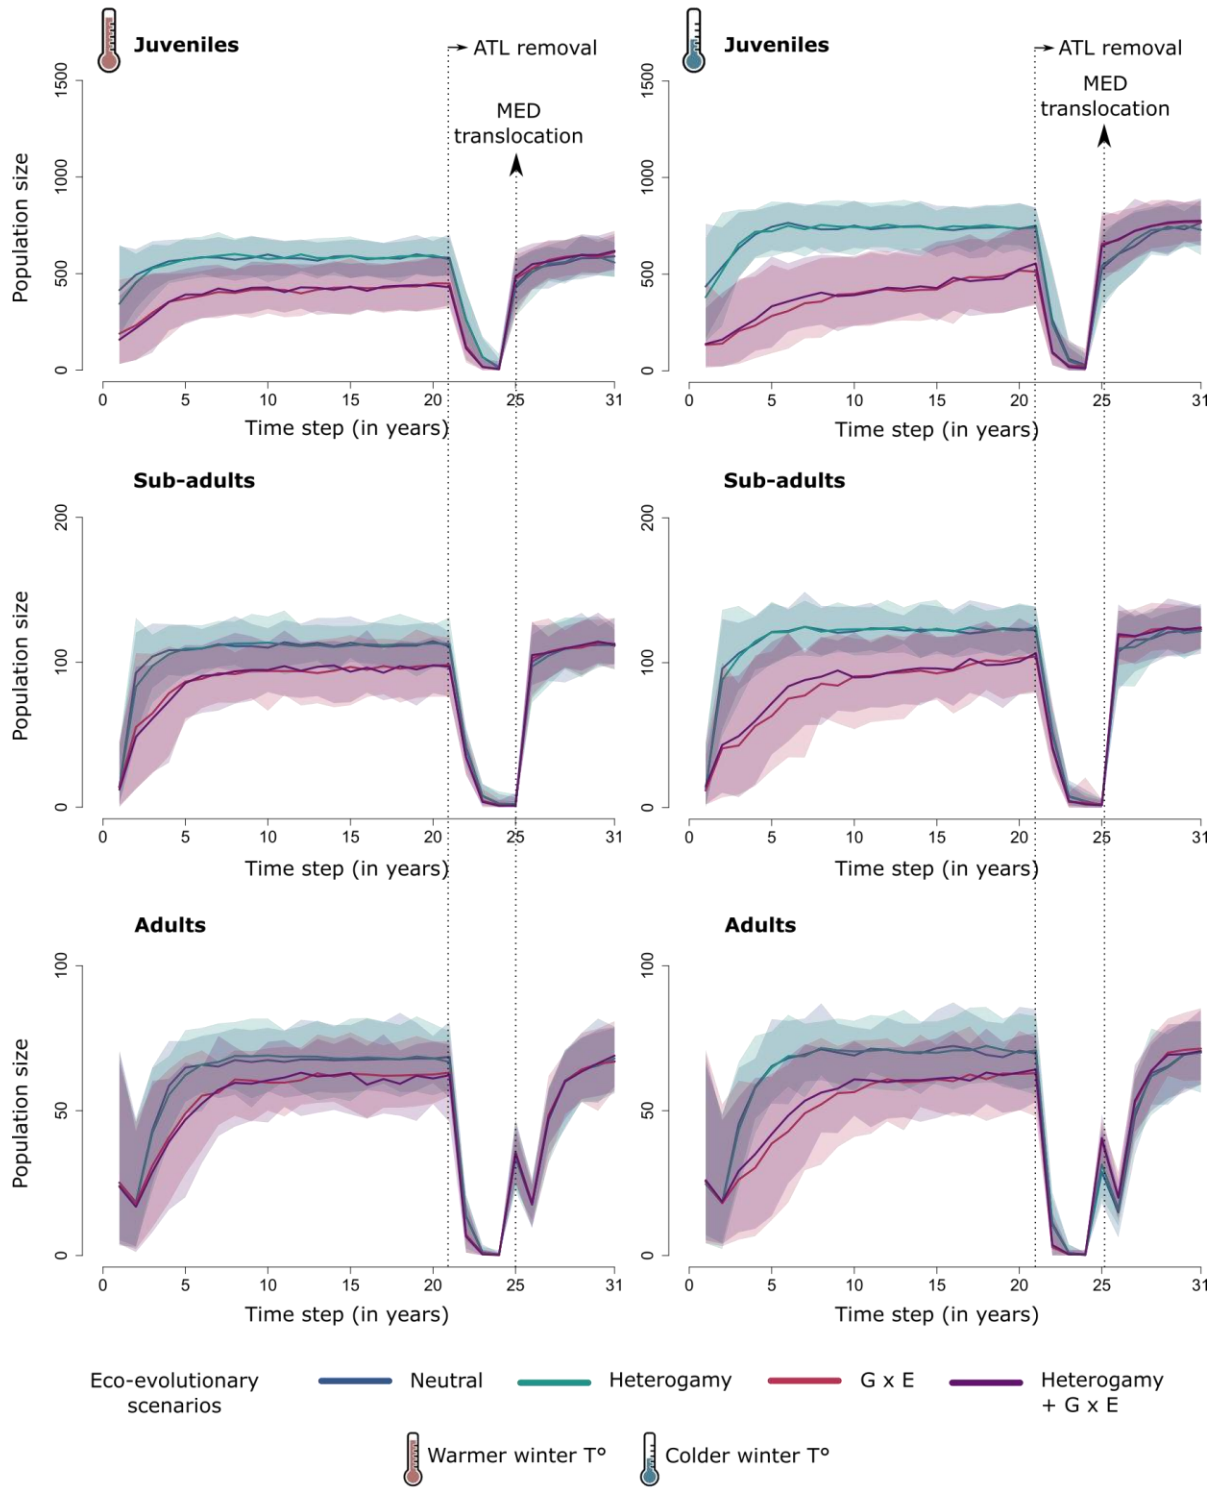 Juveniles
ATL removal
MED
translocation
Population size
1500
1000
500
0
0 5 10 15 20 25 31
Time step (in years)
Juveniles
ATL removal
MED
translocation
1500
1000
500
0
0 5 10 15 20 25 31
Time step (in years)
Sub-adults
Population size
200
100
0
0 5 10 15 20 25 31
Time step (in years)
Sub-adults
200
100
0
0 5 10 15 20 25 31
Time step (in years)
Adults
Population size
100
50
0
0 5 10 15 20 25 31
Time step (in years)
Adults
100
50
0
0 5 10 15 20 25 31
Time step (in years)
Eco-evolutionary
scenarios
Neutral
Heterogamy
G x E
Heterogamy
+ G x E
Warmer winter T°
Colder winter T°